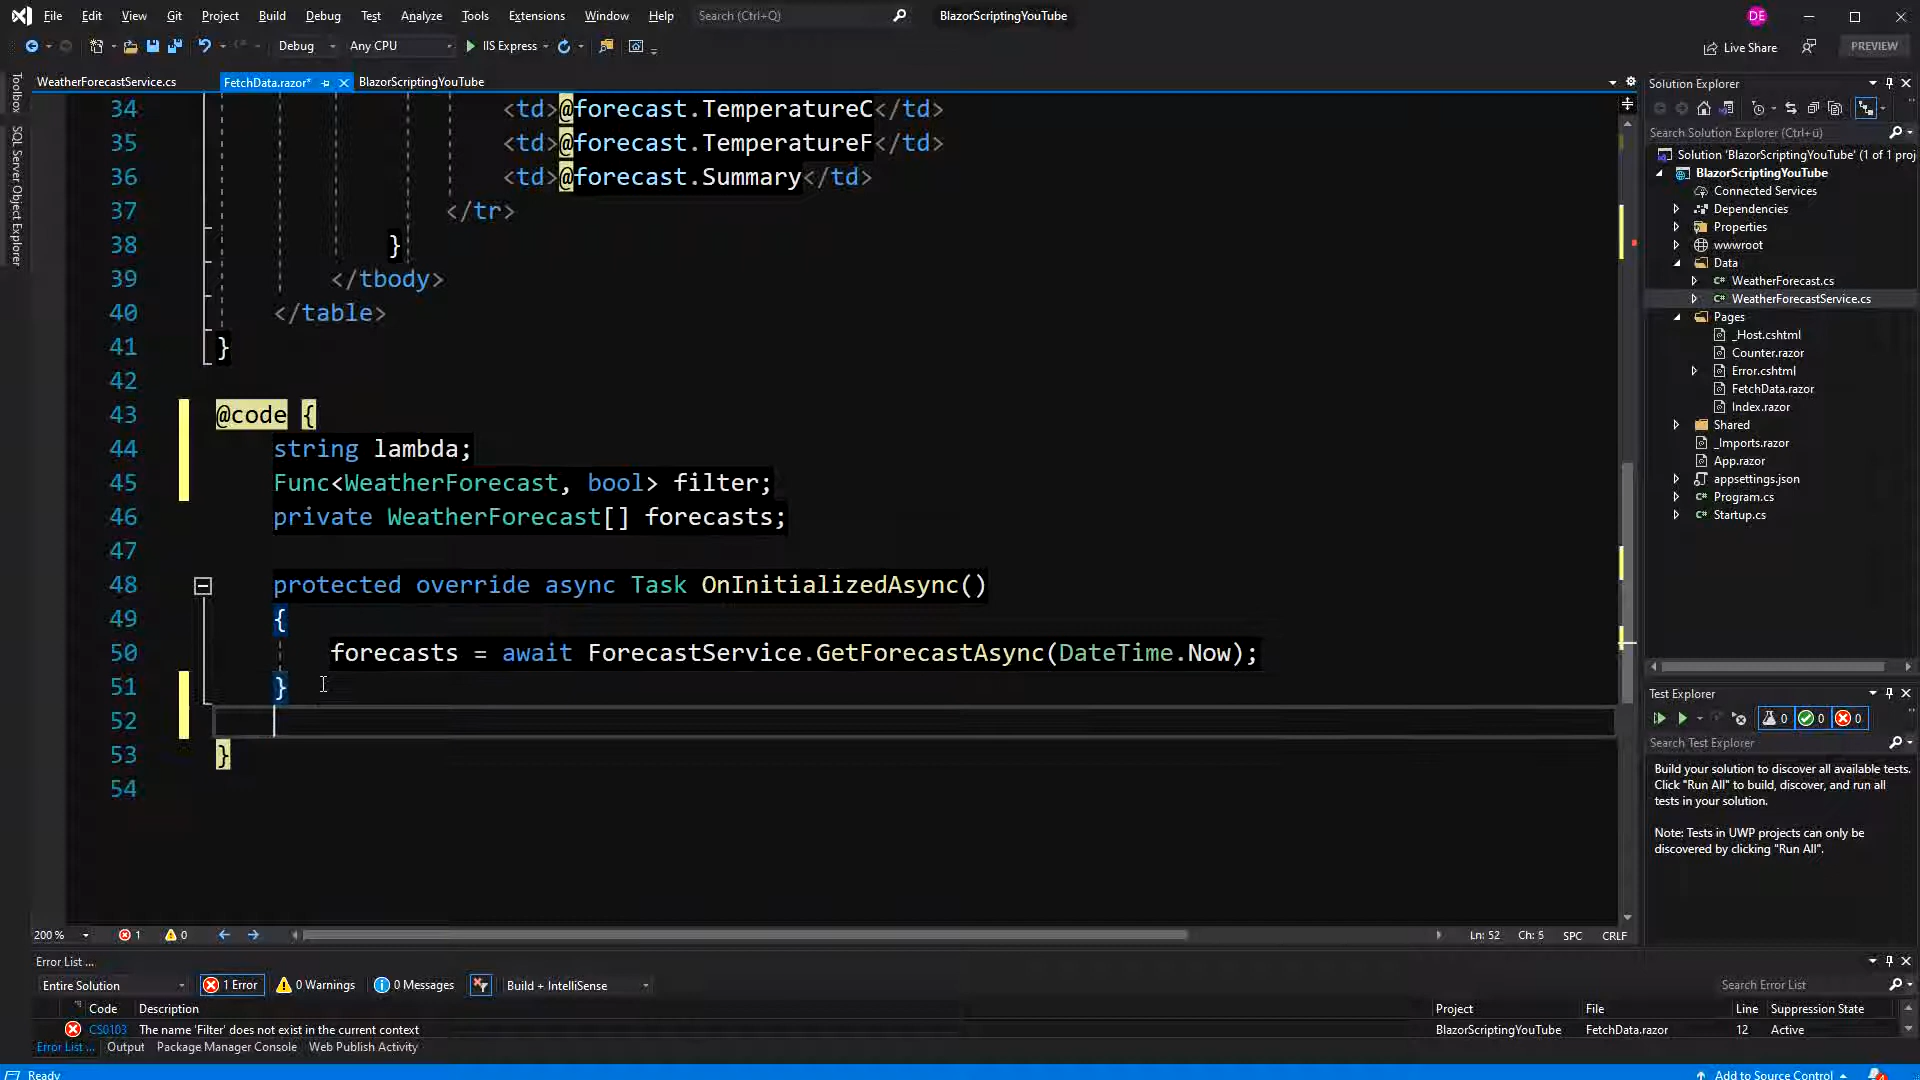 File Edit View Git Project Build Debug Test Analyze Tools Extensions Window Help Search (Ctrl+Q) BlazorScriptingYouTube DE
Debug Any CPU IIS Express Live Share PREVIEW
WeatherForecastService.cs FetchData.razor* BlazorScriptingYouTube
Toolbox
SQL Server Object Explorer
34 <td>@forecast.TemperatureC</td>
35 <td>@forecast.TemperatureF</td>
36 <td>@forecast.Summary</td>
37 </tr>
38 }
39 </tbody>
40 </table>
41 }
42
43 @code {
44 string lambda;
45 Func<WeatherForecast, bool> filter;
46 private WeatherForecast[] forecasts;
47
48 protected override async Task OnInitializedAsync()
49 {
50 forecasts = await ForecastService.GetForecastAsync(DateTime.Now);
51 }
52
53 }
54
200 % 1 0 Ln: 52 Ch: 5 SPC CRLF
Solution Explorer
Search Solution Explorer (Ctrl+ü)
Solution 'BlazorScriptingYouTube' (1 of 1 proj
BlazorScriptingYouTube
Connected Services
Dependencies
Properties
wwwroot
Data
WeatherForecast.cs
WeatherForecastService.cs
Pages
_Host.cshtml
Counter.razor
Error.cshtml
FetchData.razor
Index.razor
Shared
_Imports.razor
App.razor
appsettings.json
Program.cs
Startup.cs
Test Explorer
0 0 0
Search Test Explorer
Build your solution to discover all available tests.
Click "Run All" to build, discover, and run all
tests in your solution.
Note: Tests in UWP projects can only be
discovered by clicking "Run All".
Error List ...
Entire Solution 1 Error 0 Warnings 0 Messages Build + IntelliSense Search Error List
Code Description Project File Line Suppression State
CS0103 The name 'Filter' does not exist in the current context BlazorScriptingYouTube FetchData.razor 12 Active
Error List ... Output Package Manager Console Web Publish Activity
Ready Add to Source Control